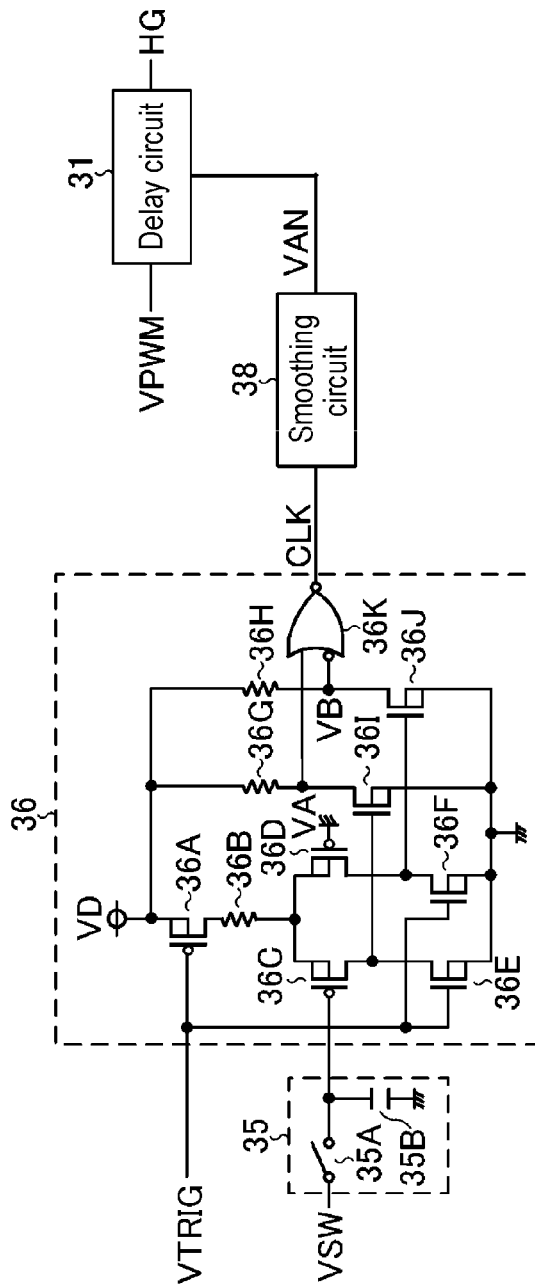 36
VD
36A
36B
36C
36D
VA
36E
36F
36G
36H
36I
VB
36J
36K
VTRIG
VSW
35
35A
35B
CLK
38
Smoothing
circuit
VAN
VPWM
31
Delay circuit
HG